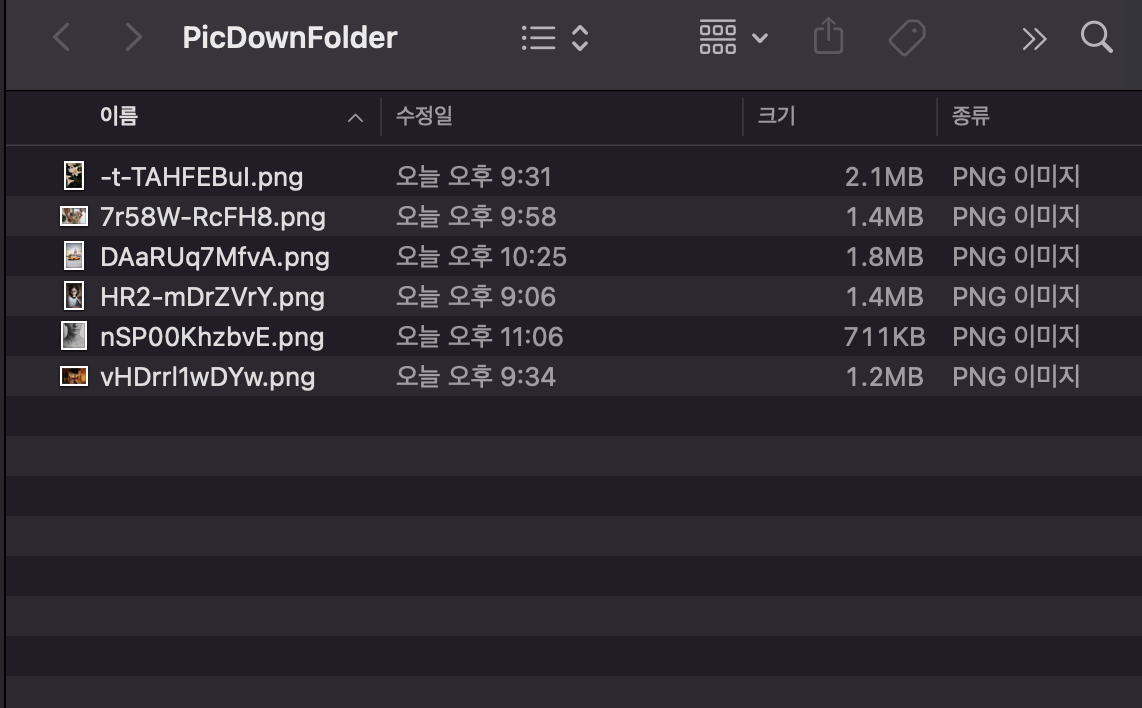 PicDownFolder
이름 수정일 크기 종류
-t-TAHFEBuI.png 오늘 오후 9:31 2.1MB PNG 이미지
7r58W-RcFH8.png 오늘 오후 9:58 1.4MB PNG 이미지
DAaRUq7MfvA.png 오늘 오후 10:25 1.8MB PNG 이미지
HR2-mDrZVrY.png 오늘 오후 9:06 1.4MB PNG 이미지
nSP00KhzbvE.png 오늘 오후 11:06 711KB PNG 이미지
vHDrrl1wDYw.png 오늘 오후 9:34 1.2MB PNG 이미지